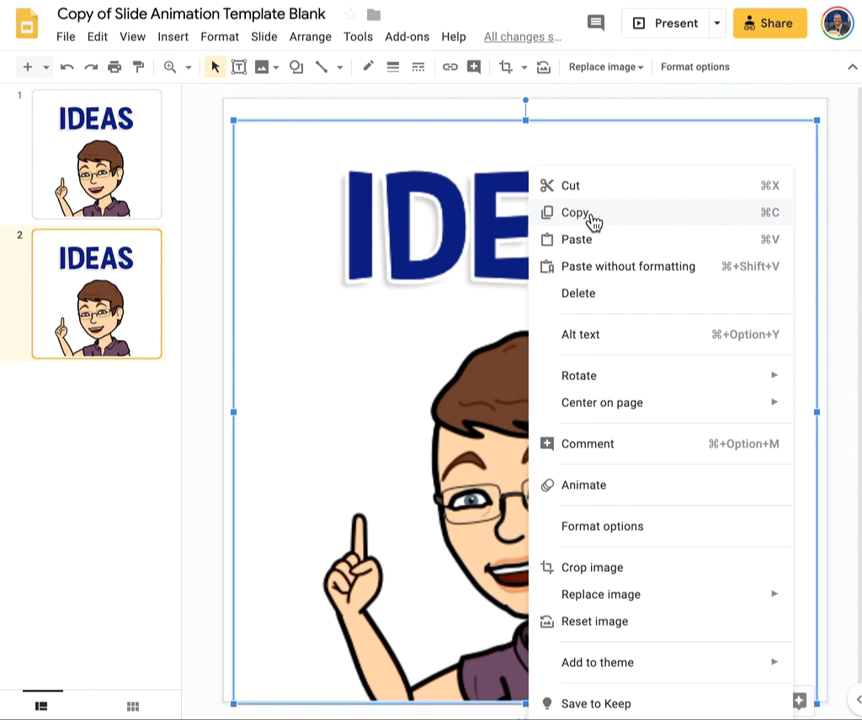 Copy of Slide Animation Template Blank
File Edit View Insert Format Slide Arrange Tools Add-ons Help All changes s...
Present
Share
Replace image
Format options
1
IDEAS
2
IDEAS
IDE
Cut ⌘X
Copy ⌘C
Paste ⌘V
Paste without formatting ⌘+Shift+V
Delete
Alt text ⌘+Option+Y
Rotate
Center on page
Comment ⌘+Option+M
Animate
Format options
Crop image
Replace image
Reset image
Add to theme
Save to Keep